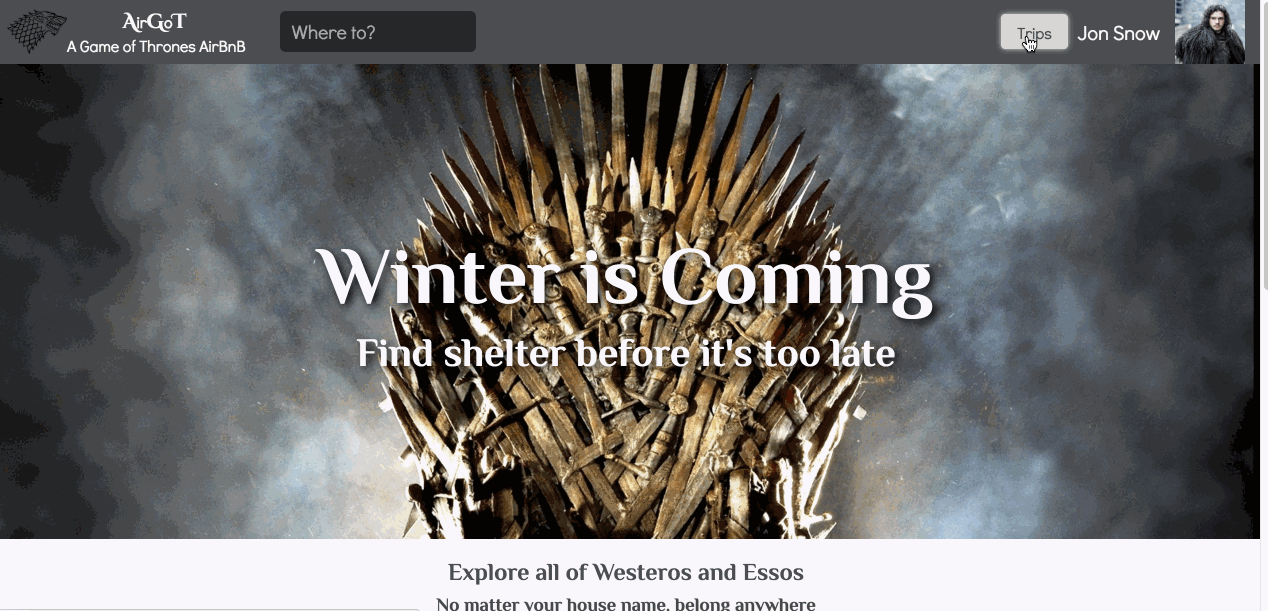 AirGoT
A Game of Thrones AirBnB
Where to?
Trips
Jon Snow
Winter is Coming
Find shelter before it's too late
Explore all of Westeros and Essos
No matter your house name, belong anywhere